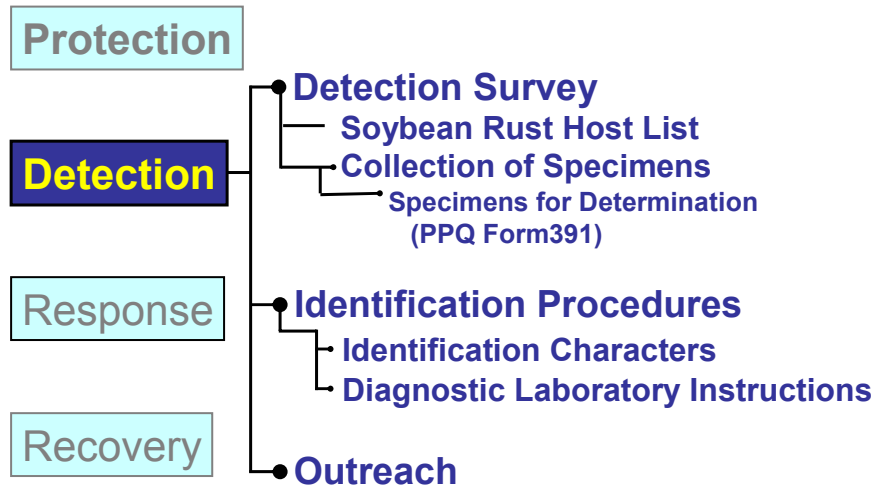 Protection
Detection
Response
Recovery
Detection Survey
Soybean Rust Host List
Collection of Specimens
Specimens for Determination
(PPQ Form391)
Identification Procedures
Identification Characters
Diagnostic Laboratory Instructions
Outreach